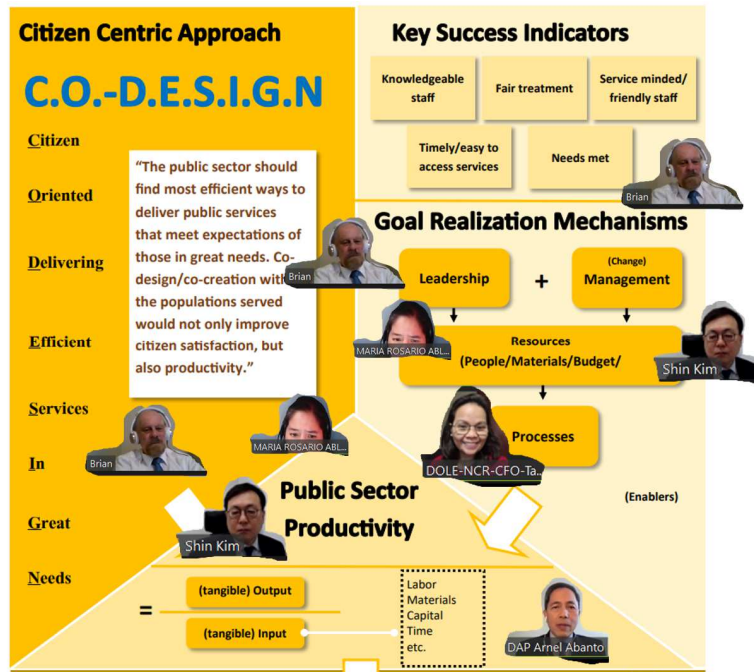 Citizen Centric Approach
C.O.-D.E.S.I.G.N
Citizen
Oriented
Delivering
Efficient
Services
In
Great
Needs
“The public sector should
find most efficient ways to
deliver public services
that meet expectations of
those in great needs. Co-
design/co-creation with
the populations served
would not only improve
citizen satisfaction, but
also productivity.”
Brian
Brian
MARIA ROSARIO ABL...
Key Success Indicators
Knowledgeable
staff
Fair treatment
Service minded/
friendly staff
Timely/easy to
access services
Needs met
Brian
Goal Realization Mechanisms
Leadership
+
(Change)
Management
MARIA ROSARIO ABL...
Resources
(People/Materials/Budget/
Shin Kim
DOLE-NCR-CFO-Ta...
Processes
(Enablers)
Public Sector
Productivity
Shin Kim
=
(tangible) Output
(tangible) Input
Labor
Materials
Capital
Time
etc.
DAP Arnel Abanto